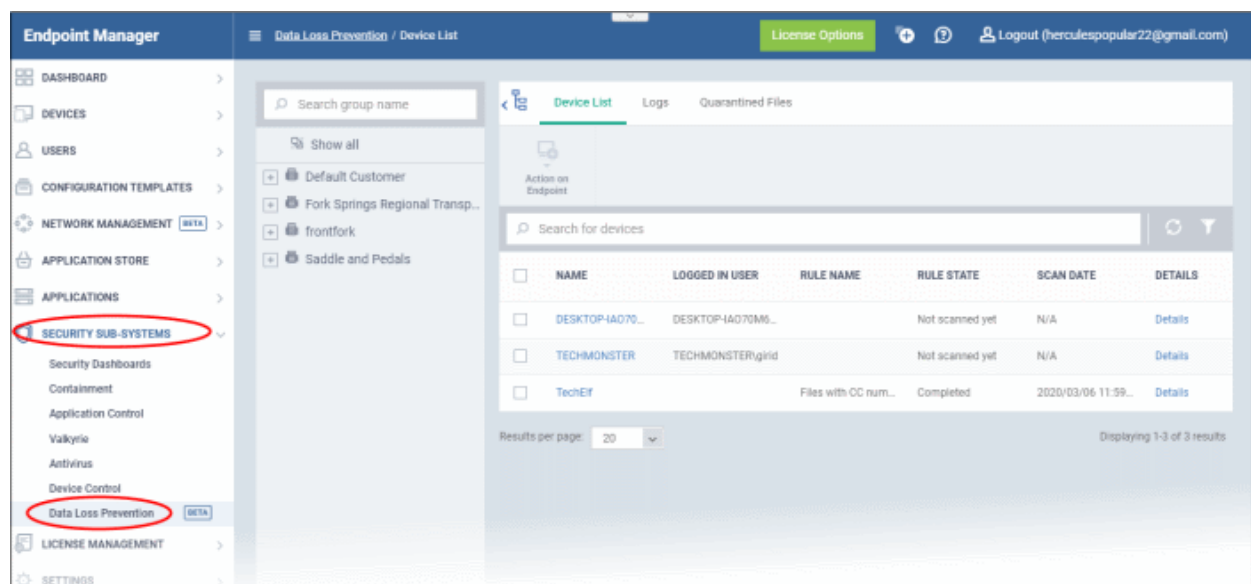 Endpoint Manager
Data Loss Prevention / Device List
License Options
Logout (herculespopular22@gmail.com)
DASHBOARD
DEVICES
USERS
CONFIGURATION TEMPLATES
NETWORK MANAGEMENT BETA
APPLICATION STORE
APPLICATIONS
SECURITY SUB-SYSTEMS
Security Dashboards
Containment
Application Control
Valkyrie
Antivirus
Device Control
Data Loss Prevention BETA
LICENSE MANAGEMENT
SETTINGS
Search group name
Show all
Default Customer
Fork Springs Regional Transp...
frontfork
Saddle and Pedals
Device List Logs Quarantined Files
Action on
Endpoint
Search for devices
NAME LOGGED IN USER RULE NAME RULE STATE SCAN DATE DETAILS
DESKTOP-IAO70... DESKTOP-IAO70M6... Not scanned yet N/A Details
TECHMONSTER TECHMONSTER\girid Not scanned yet N/A Details
TechElf Files with CC num... Completed 2020/03/06 11:59... Details
Results per page: 20 Displaying 1-3 of 3 results